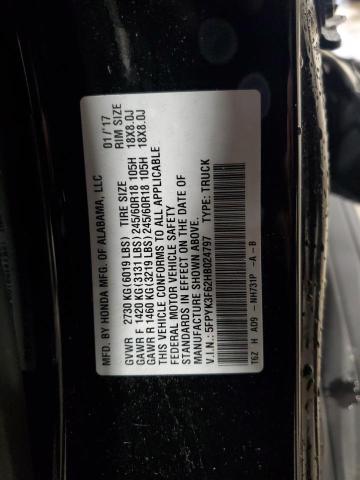 MFD. BY HONDA MFG. OF ALABAMA, LLC 01/'17
GVWR 2730 KG(6019 LBS) TIRE SIZE RIM SIZE
GAWR F 1420 KG(3131 LBS) 245/60R18 105H 18X8.0J
GAWR R 1460 KG(3219 LBS) 245/60R18 105H 18X8.0J
THIS VEHICLE CONFORMS TO ALL APPLICABLE
FEDERAL MOTOR VEHICLE SAFETY
STANDARDS IN EFFECT ON THE DATE OF
MANUFACTURE SHOWN ABOVE.
V.I.N.: 5FPYK3F62HB024797 TYPE: TRUCK
T6Z H A09 -NH731P -A -B